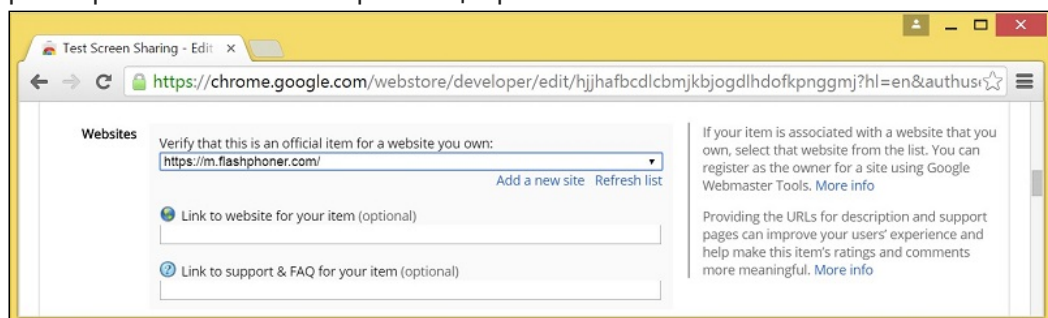 Test Screen Sharing - Edit
https://chrome.google.com/webstore/developer/edit/hjjhafbcdlcbmjkbjogdlhdofkpnggmj?hl=en&authus
Websites
Verify that this is an official item for a website you own:
https://m.flashphoner.com/
Add a new site Refresh list
Link to website for your item (optional)
Link to support & FAQ for your item (optional)
If your item is associated with a website that you
own, select that website from the list. You can
register as the owner for a site using Google
Webmaster Tools. More info
Providing the URLs for description and support
pages can improve your users' experience and
help make this item's ratings and comments
more meaningful. More info